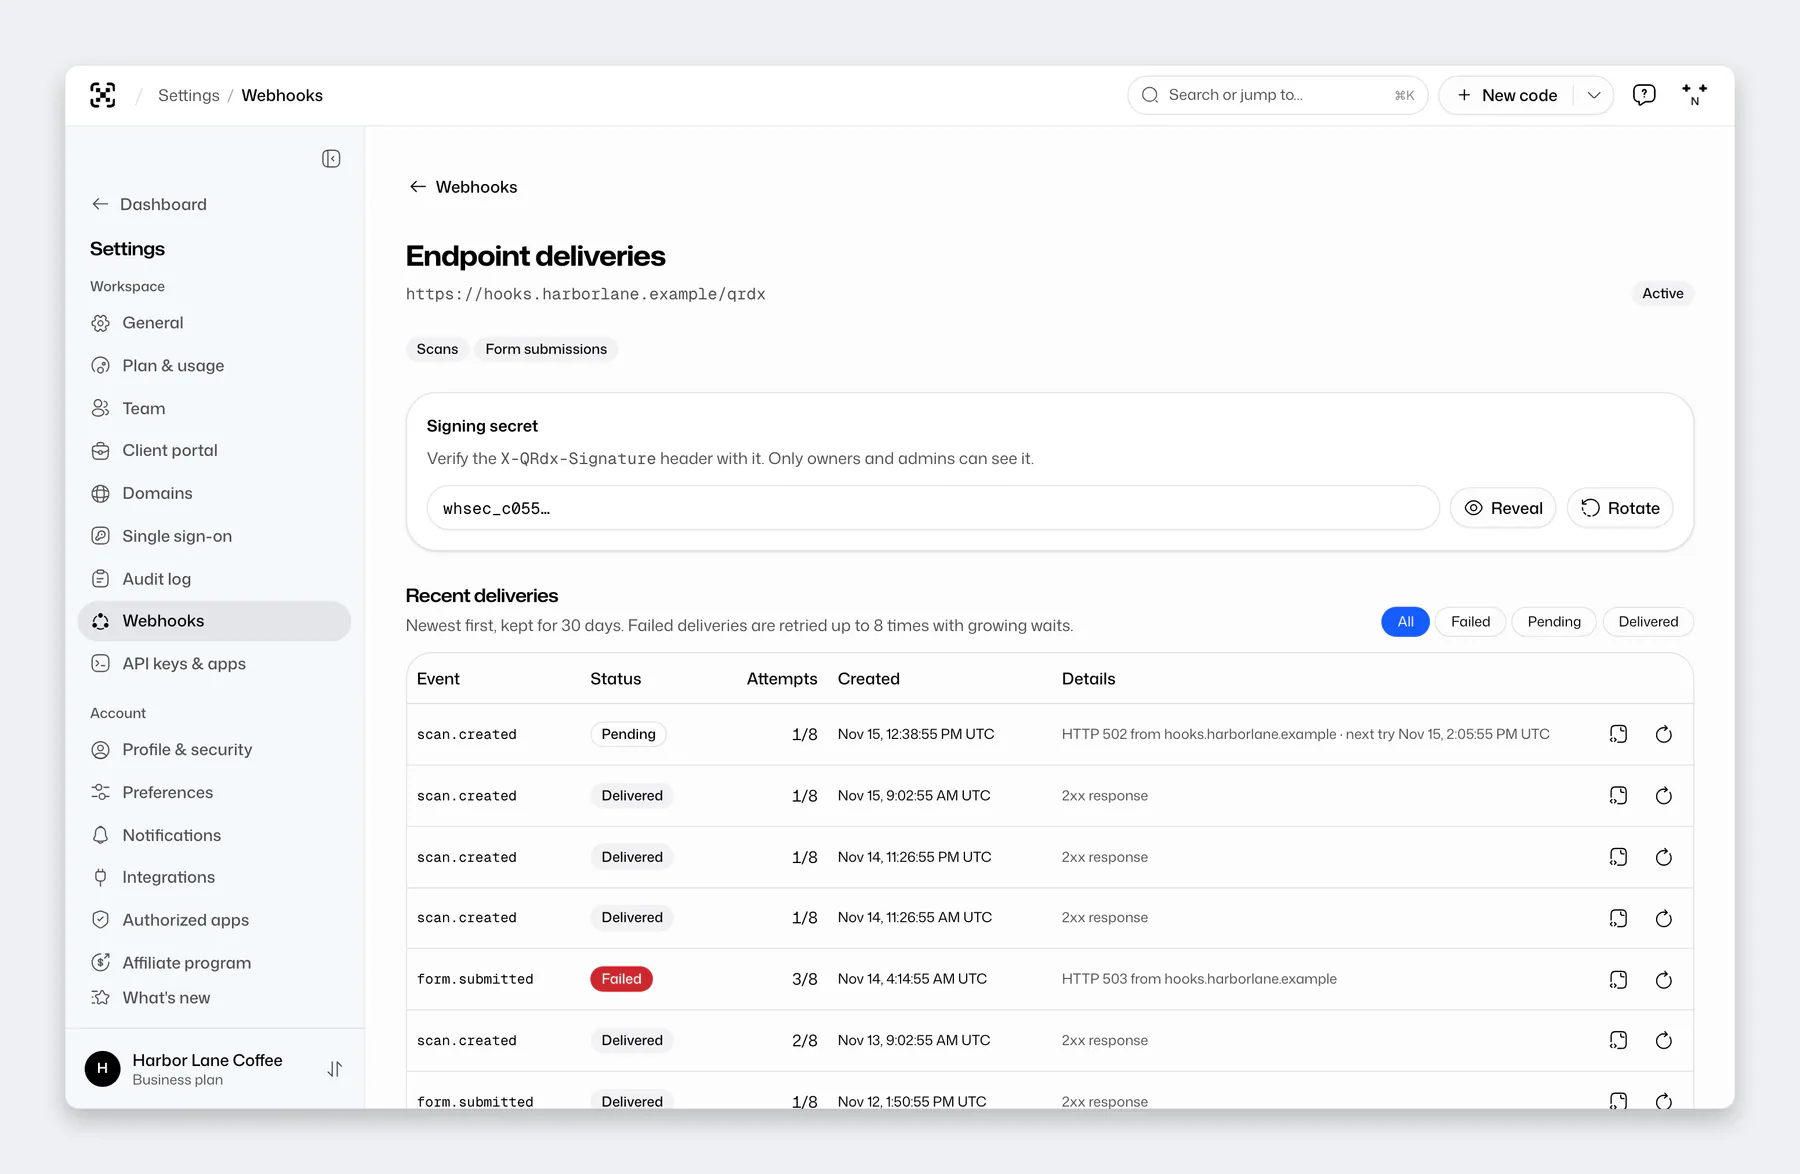 / Settings / Webhooks
Search or jump to... ⌘K
+ New code
N
Dashboard
Settings
Workspace
General
Plan & usage
Team
Client portal
Domains
Single sign-on
Audit log
Webhooks
API keys & apps
Account
Profile & security
Preferences
Notifications
Integrations
Authorized apps
Affiliate program
What's new
H
Harbor Lane Coffee
Business plan
← Webhooks
Endpoint deliveries
https://hooks.harborlane.example/qrdx
Active
Scans Form submissions
Signing secret
Verify the X-QRdx-Signature header with it. Only owners and admins can see it.
whsec_c055…
Reveal
Rotate
Recent deliveries
Newest first, kept for 30 days. Failed deliveries are retried up to 8 times with growing waits.
All Failed Pending Delivered
Event Status Attempts Created Details
scan.created Pending 1/8 Nov 15, 12:38:55 PM UTC HTTP 502 from hooks.harborlane.example · next try Nov 15, 2:05:55 PM UTC
scan.created Delivered 1/8 Nov 15, 9:02:55 AM UTC 2xx response
scan.created Delivered 1/8 Nov 14, 11:26:55 PM UTC 2xx response
scan.created Delivered 1/8 Nov 14, 11:26:55 AM UTC 2xx response
form.submitted Failed 3/8 Nov 14, 4:14:55 AM UTC HTTP 503 from hooks.harborlane.example
scan.created Delivered 2/8 Nov 13, 9:02:55 AM UTC 2xx response
form.submitted Delivered 1/8 Nov 12, 1:50:55 PM UTC 2xx response